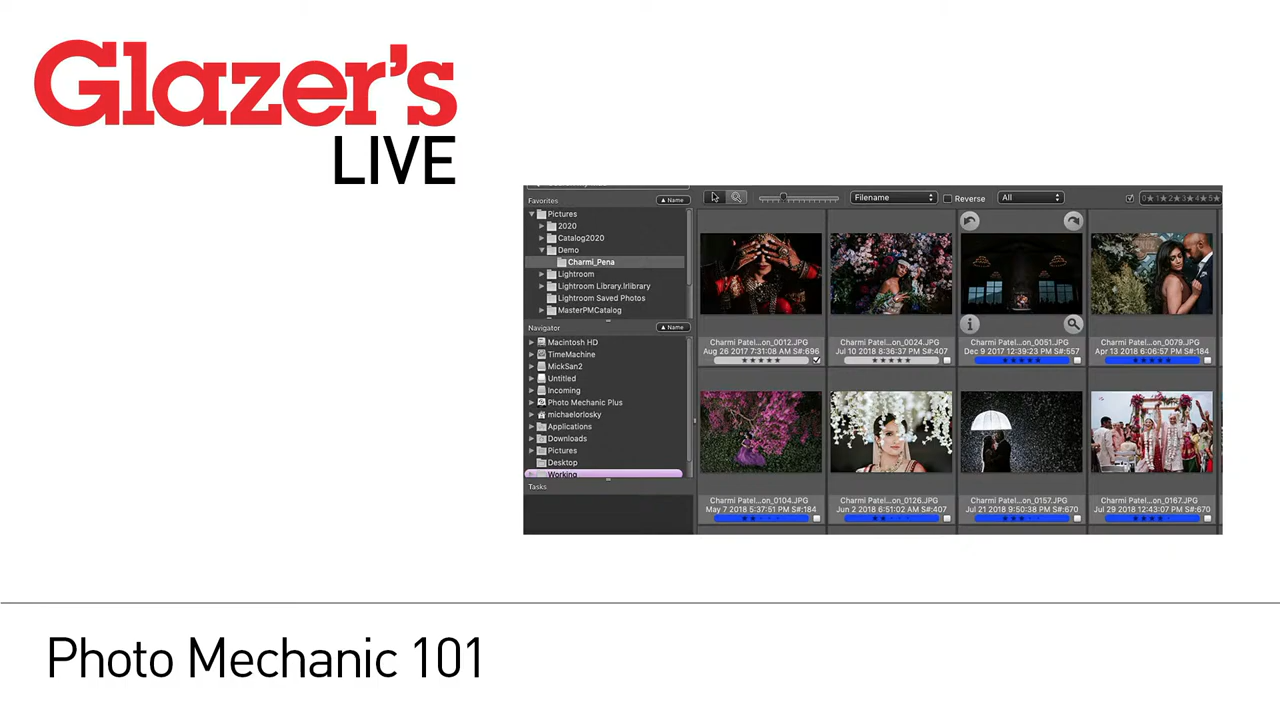 Glazer's
LIVE
Favorites
▲ Name
Pictures
2020
Catalog2020
Demo
Charmi_Pena
Lightroom
Lightroom Library.lrlibrary
Lightroom Saved Photos
MasterPMCatalog
Navigator
▲ Name
Macintosh HD
TimeMachine
MickSan2
Untitled
Incoming
Photo Mechanic Plus
michaelorlosky
Applications
Downloads
Pictures
Desktop
Working
Tasks
Filename
Reverse
All
0★ 1★ 2★ 3★ 4★ 5★
Charmi Patel...on_0012.JPG
Aug 26 2017 7:31:08 AM S#:696
Charmi Patel...on_0024.JPG
Jul 10 2018 8:36:37 PM S#:407
Charmi Patel...on_0051.JPG
Dec 9 2017 12:39:23 PM S#:557
Charmi Patel...on_0079.JPG
Apr 13 2018 6:06:57 PM S#:184
Charmi Patel...on_0104.JPG
May 7 2018 5:37:51 PM S#:184
Charmi Patel...on_0126.JPG
Jun 2 2018 6:51:02 AM S#:407
Charmi Patel...on_0157.JPG
Jul 21 2018 9:50:38 PM S#:670
Charmi Patel...on_0167.JPG
Jul 29 2018 12:43:07 PM S#:670
Photo Mechanic 101